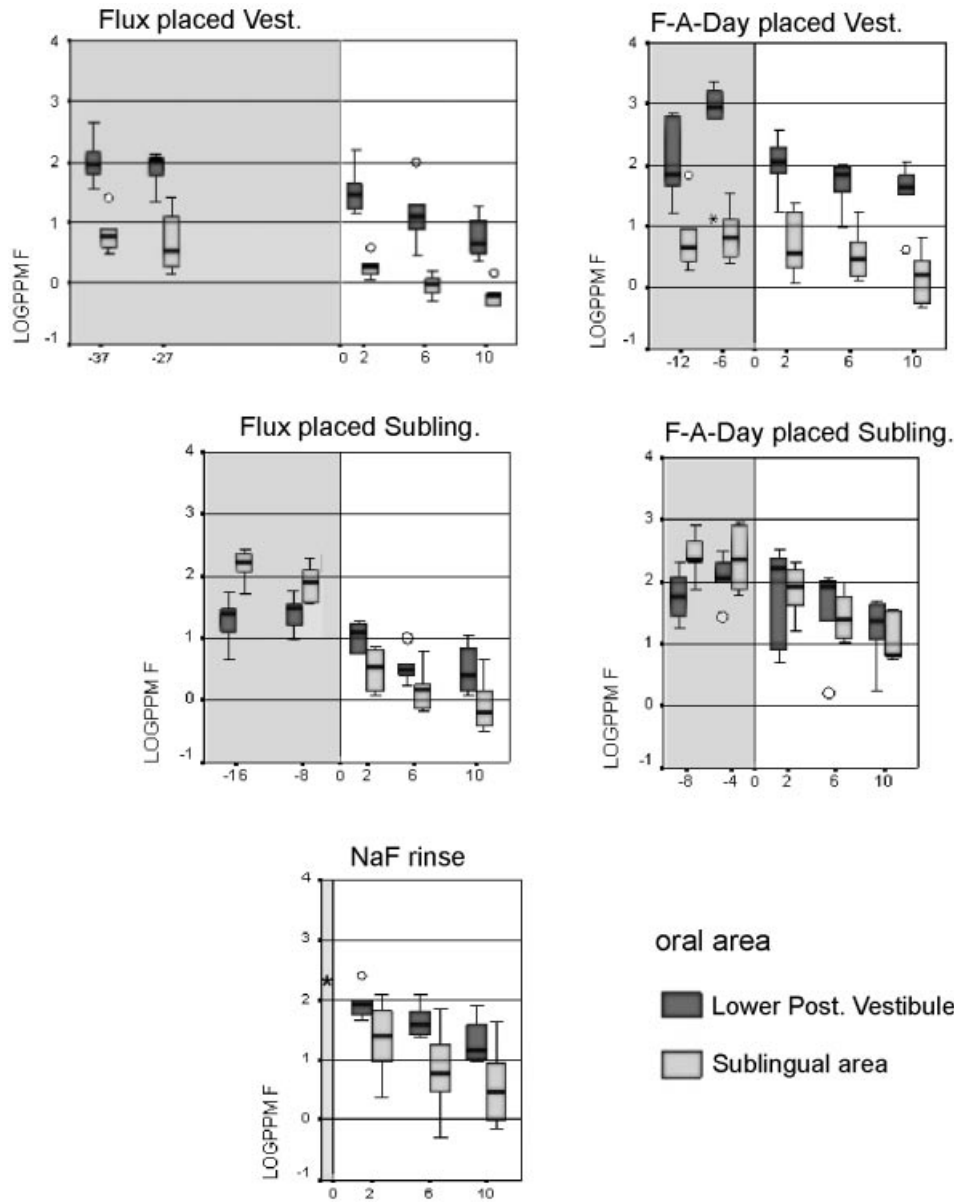 Flux placed Vest.
4
3
2
1
0
-1
LOGPPM F
-37 -27 0 2 6 10
F-A-Day placed Vest.
4
3
2
1
0
-1
LOGPPM F
-12 -6 0 2 6 10
Flux placed Subling.
4
3
2
1
0
-1
LOGPPM F
-16 -8 0 2 6 10
F-A-Day placed Subling.
4
3
2
1
0
-1
LOGPPM F
-8 -4 0 2 6 10
NaF rinse
4
3
2
1
0
-1
LOGPPM F
0 2 6 10
oral area
Lower Post. Vestibule
Sublingual area